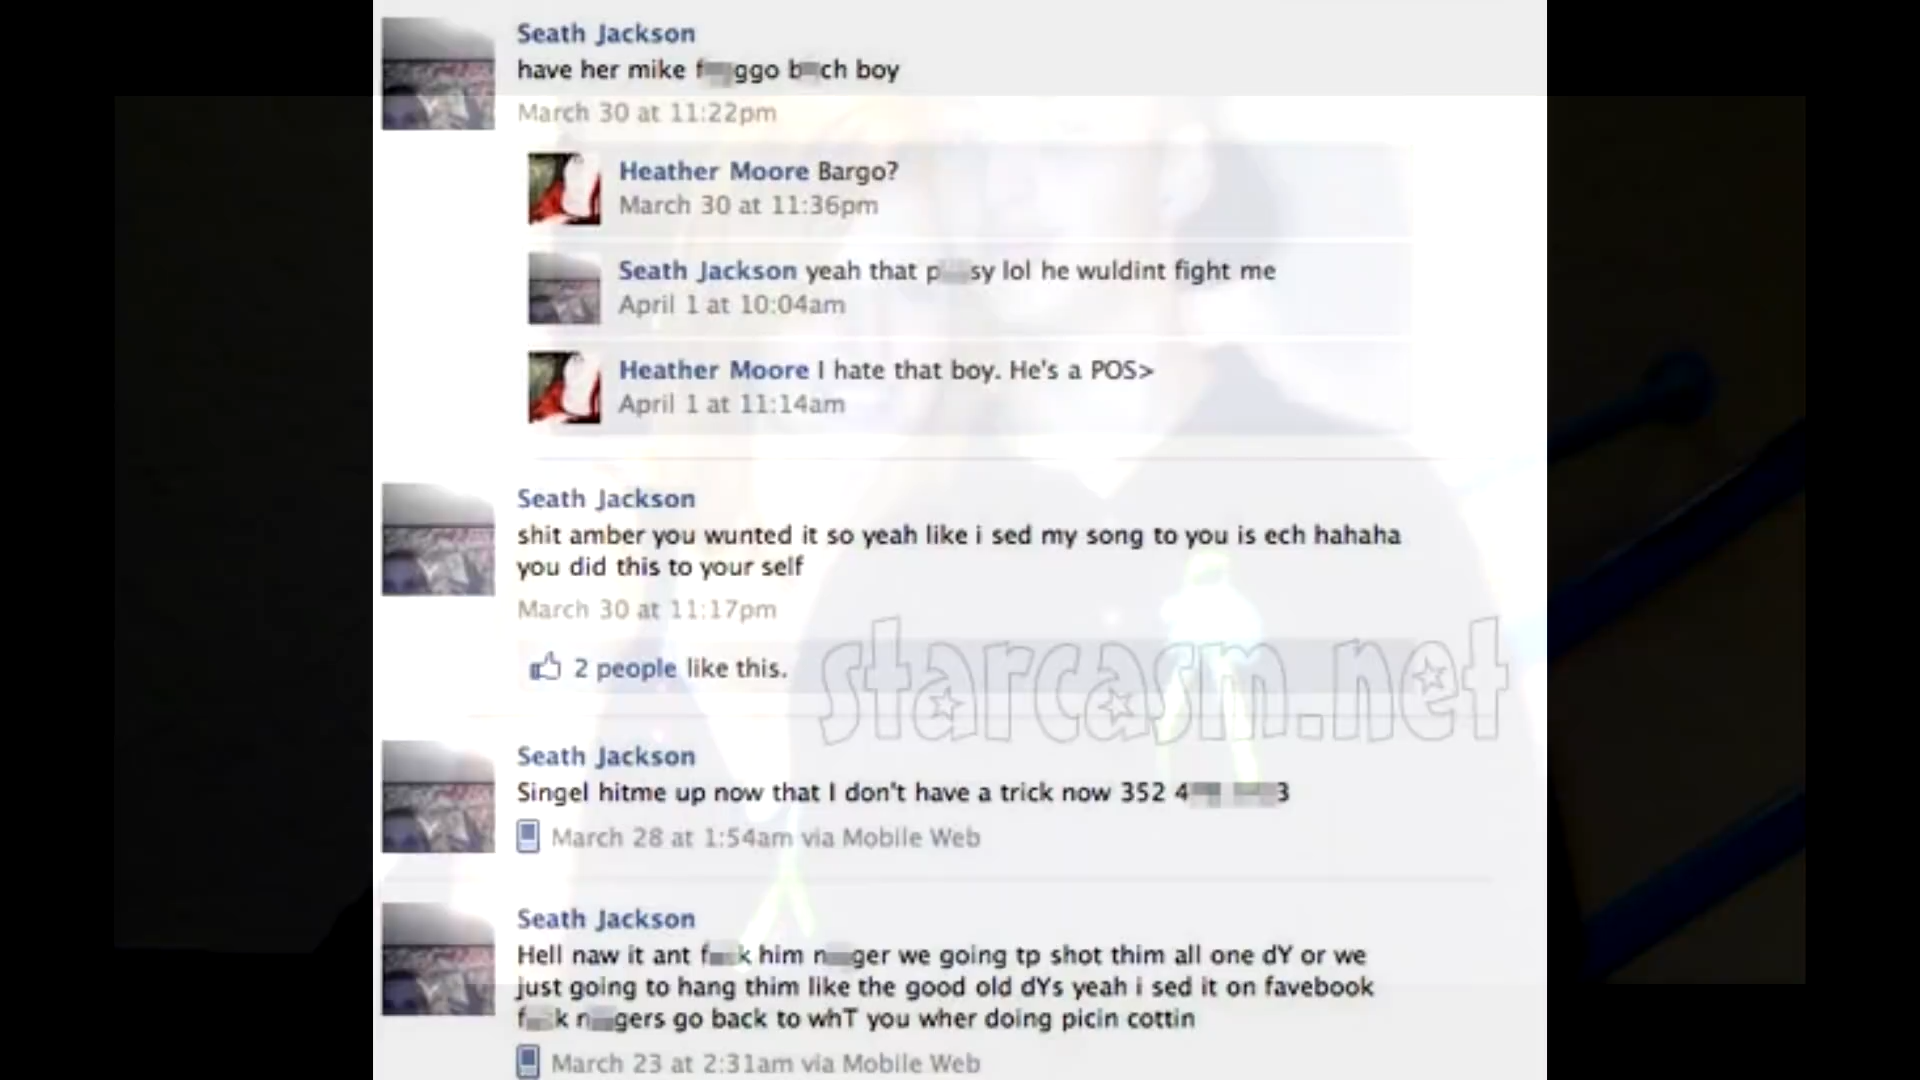 Seath Jackson
have her mike f ggo b ch boy
March 30 at 11:22pm
Heather Moore Bargo?
March 30 at 11:36pm
Seath Jackson yeah that p sy lol he wuldint fight me
April 1 at 10:04am
Heather Moore I hate that boy. He's a POS>
April 1 at 11:14am
Seath Jackson
shit amber you wunted it so yeah like i sed my song to you is ech hahaha
you did this to your self
March 30 at 11:17pm
2 people like this.
starcasm.net
Seath Jackson
Singel hitme up now that I don't have a trick now 352 4 3
March 28 at 1:54am via Mobile Web
Seath Jackson
Hell naw it ant f k him n ger we going tp shot thim all one dY or we
just going to hang thim like the good old dYs yeah i sed it on favebook
f k n gers go back to whT you wher doing picin cottin
March 23 at 2:31am via Mobile Web